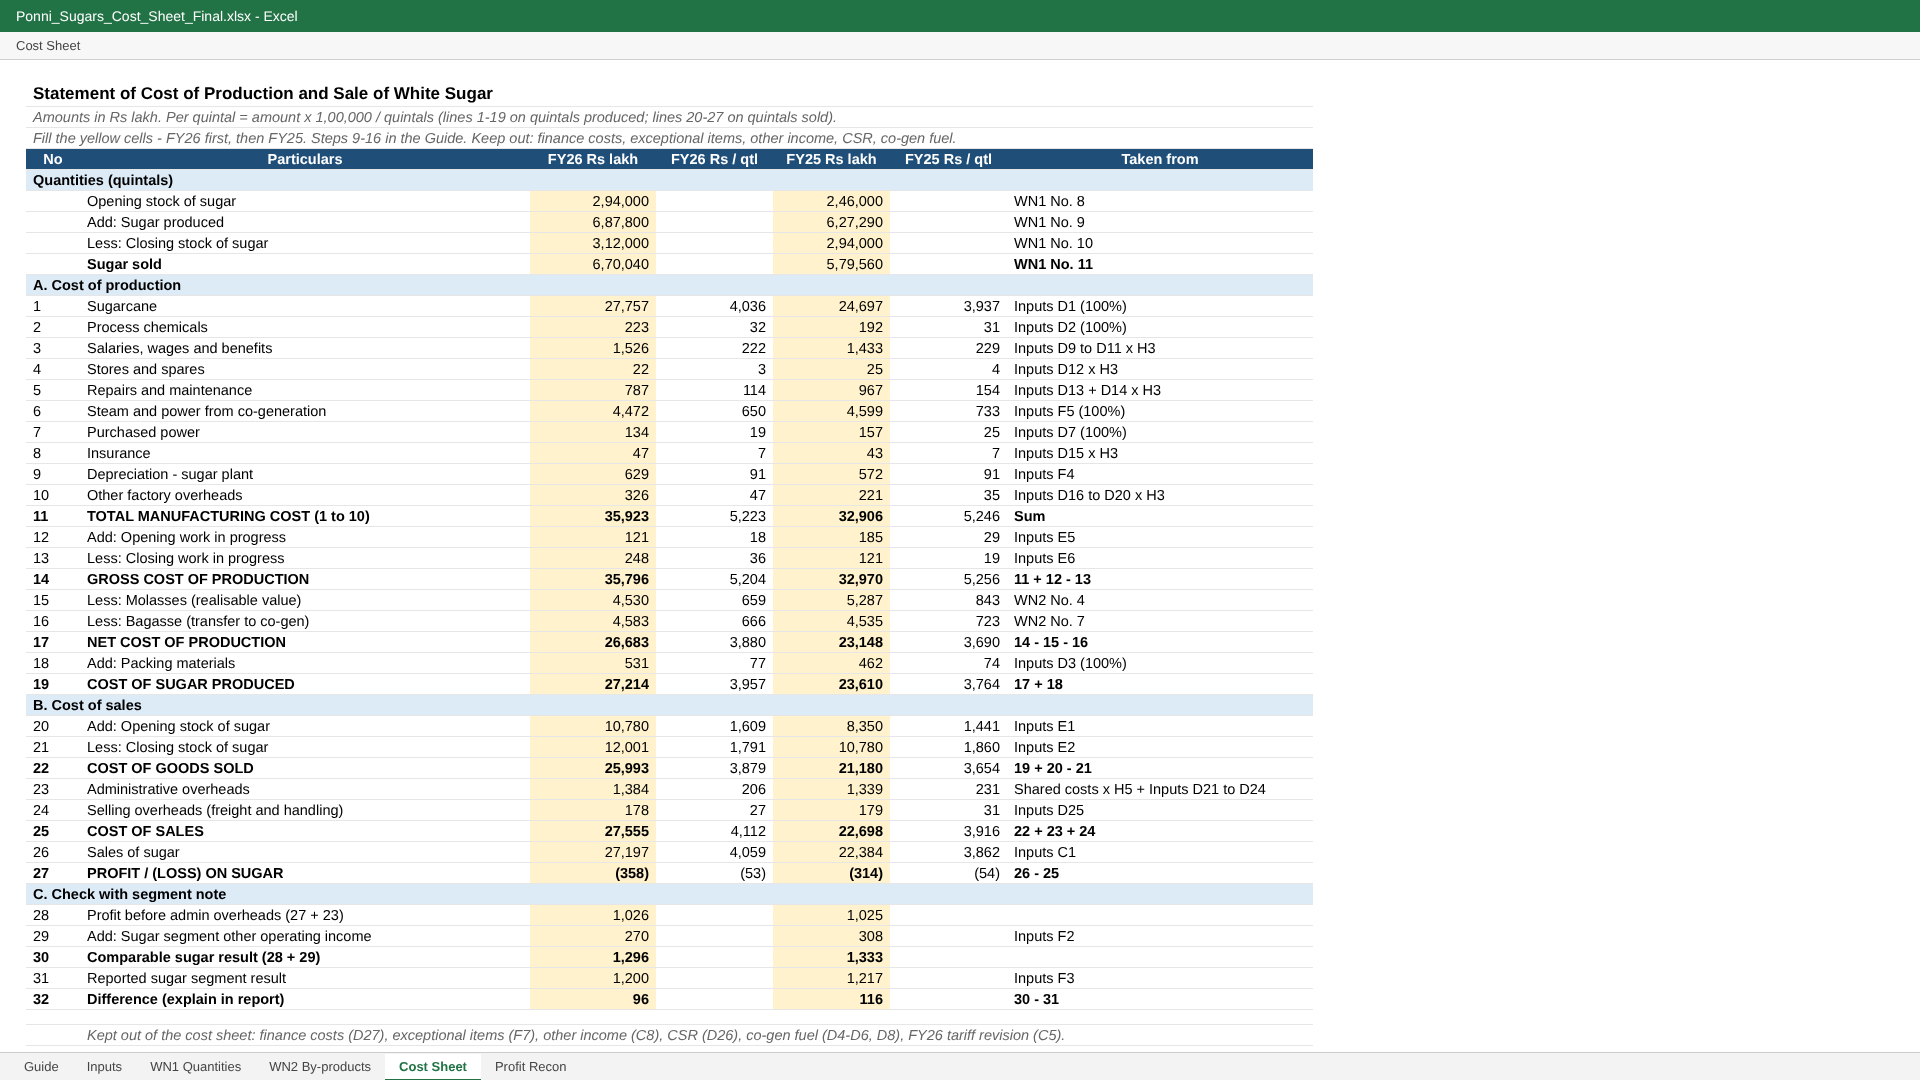 Ponni_Sugars_Cost_Sheet_Final.xlsx - Excel
Cost Sheet
Statement of Cost of Production and Sale of White Sugar
Amounts in Rs lakh. Per quintal = amount x 1,00,000 / quintals (lines 1-19 on quintals produced; lines 20-27 on quintals sold).
Fill the yellow cells - FY26 first, then FY25. Steps 9-16 in the Guide. Keep out: finance costs, exceptional items, other income, CSR, co-gen fuel.
No Particulars FY26 Rs lakh FY26 Rs / qtl FY25 Rs lakh FY25 Rs / qtl Taken from
Quantities (quintals)
Opening stock of sugar 2,94,000 2,46,000 WN1 No. 8
Add: Sugar produced 6,87,800 6,27,290 WN1 No. 9
Less: Closing stock of sugar 3,12,000 2,94,000 WN1 No. 10
Sugar sold 6,70,040 5,79,560 WN1 No. 11
A. Cost of production
1 Sugarcane 27,757 4,036 24,697 3,937 Inputs D1 (100%)
2 Process chemicals 223 32 192 31 Inputs D2 (100%)
3 Salaries, wages and benefits 1,526 222 1,433 229 Inputs D9 to D11 x H3
4 Stores and spares 22 3 25 4 Inputs D12 x H3
5 Repairs and maintenance 787 114 967 154 Inputs D13 + D14 x H3
6 Steam and power from co-generation 4,472 650 4,599 733 Inputs F5 (100%)
7 Purchased power 134 19 157 25 Inputs D7 (100%)
8 Insurance 47 7 43 7 Inputs D15 x H3
9 Depreciation - sugar plant 629 91 572 91 Inputs F4
10 Other factory overheads 326 47 221 35 Inputs D16 to D20 x H3
11 TOTAL MANUFACTURING COST (1 to 10) 35,923 5,223 32,906 5,246 Sum
12 Add: Opening work in progress 121 18 185 29 Inputs E5
13 Less: Closing work in progress 248 36 121 19 Inputs E6
14 GROSS COST OF PRODUCTION 35,796 5,204 32,970 5,256 11 + 12 - 13
15 Less: Molasses (realisable value) 4,530 659 5,287 843 WN2 No. 4
16 Less: Bagasse (transfer to co-gen) 4,583 666 4,535 723 WN2 No. 7
17 NET COST OF PRODUCTION 26,683 3,880 23,148 3,690 14 - 15 - 16
18 Add: Packing materials 531 77 462 74 Inputs D3 (100%)
19 COST OF SUGAR PRODUCED 27,214 3,957 23,610 3,764 17 + 18
B. Cost of sales
20 Add: Opening stock of sugar 10,780 1,609 8,350 1,441 Inputs E1
21 Less: Closing stock of sugar 12,001 1,791 10,780 1,860 Inputs E2
22 COST OF GOODS SOLD 25,993 3,879 21,180 3,654 19 + 20 - 21
23 Administrative overheads 1,384 206 1,339 231 Shared costs x H5 + Inputs D21 to D24
24 Selling overheads (freight and handling) 178 27 179 31 Inputs D25
25 COST OF SALES 27,555 4,112 22,698 3,916 22 + 23 + 24
26 Sales of sugar 27,197 4,059 22,384 3,862 Inputs C1
27 PROFIT / (LOSS) ON SUGAR (358) (53) (314) (54) 26 - 25
C. Check with segment note
28 Profit before admin overheads (27 + 23) 1,026 1,025
29 Add: Sugar segment other operating income 270 308 Inputs F2
30 Comparable sugar result (28 + 29) 1,296 1,333
31 Reported sugar segment result 1,200 1,217 Inputs F3
32 Difference (explain in report) 96 116 30 - 31
Kept out of the cost sheet: finance costs (D27), exceptional items (F7), other income (C8), CSR (D26), co-gen fuel (D4-D6, D8), FY26 tariff revision (C5).
Guide Inputs WN1 Quantities WN2 By-products Cost Sheet Profit Recon